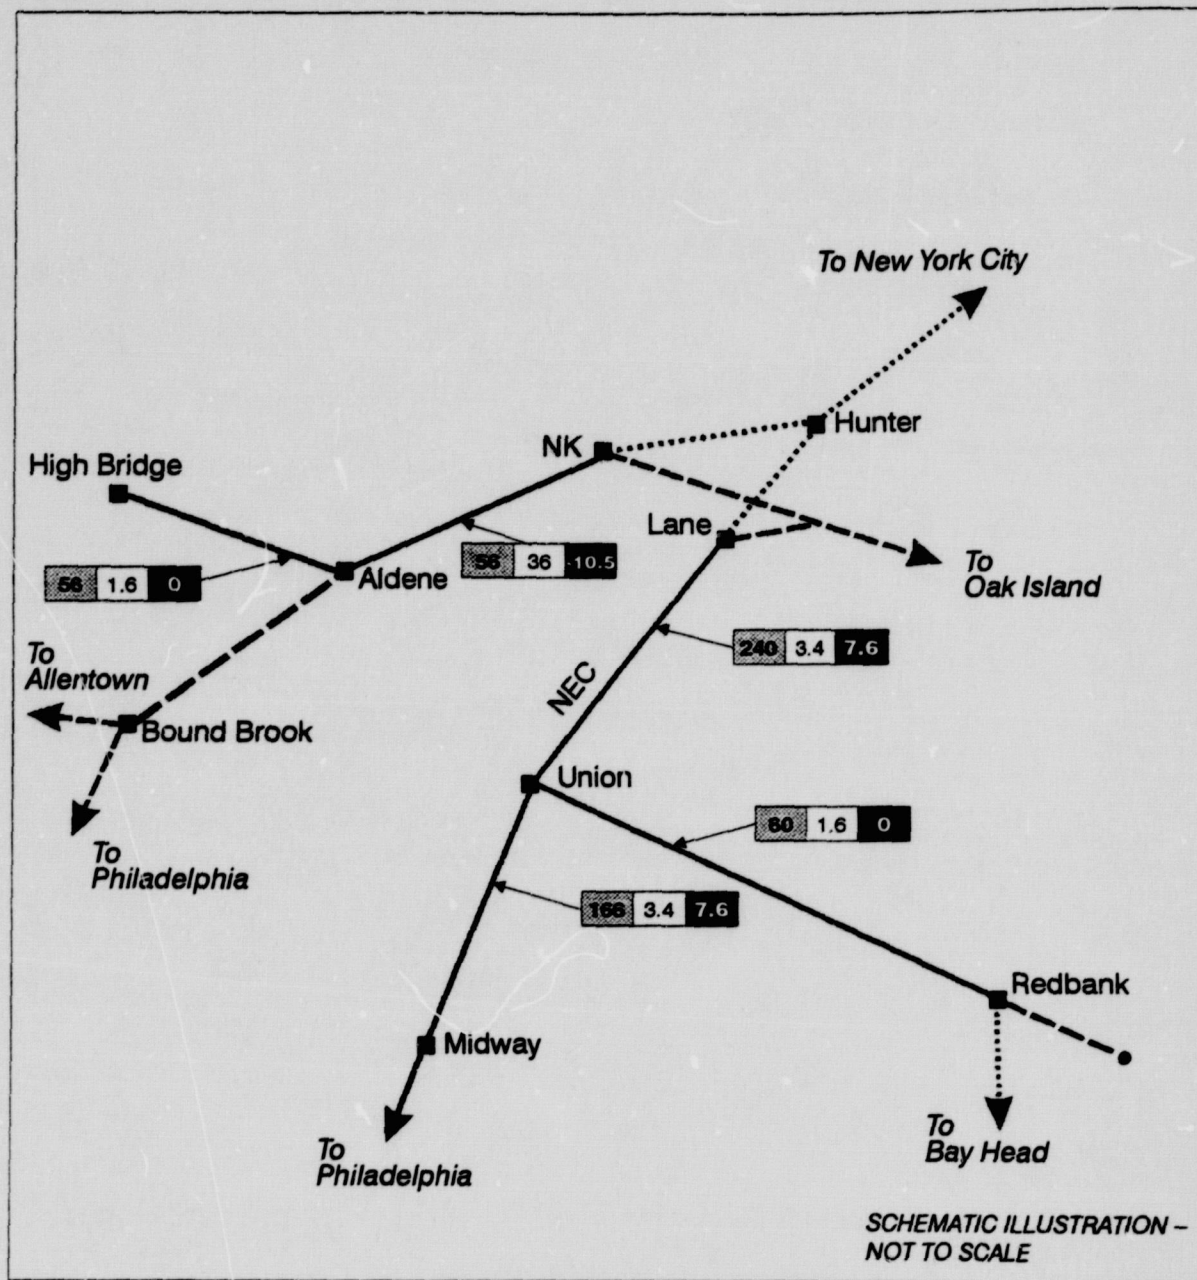 To New York City
Hunter
NK
High Bridge
Lane
56 1.6 0
Aldene
56 36 10.5
To
Oak Island
To
Allentown
240 3.4 7.6
NEC
Bound Brook
Union
60 1.6 0
To
Philadelphia
166 3.4 7.6
Redbank
Midway
To
Bay Head
To
Philadelphia
SCHEMATIC ILLUSTRATION –
NOT TO SCALE